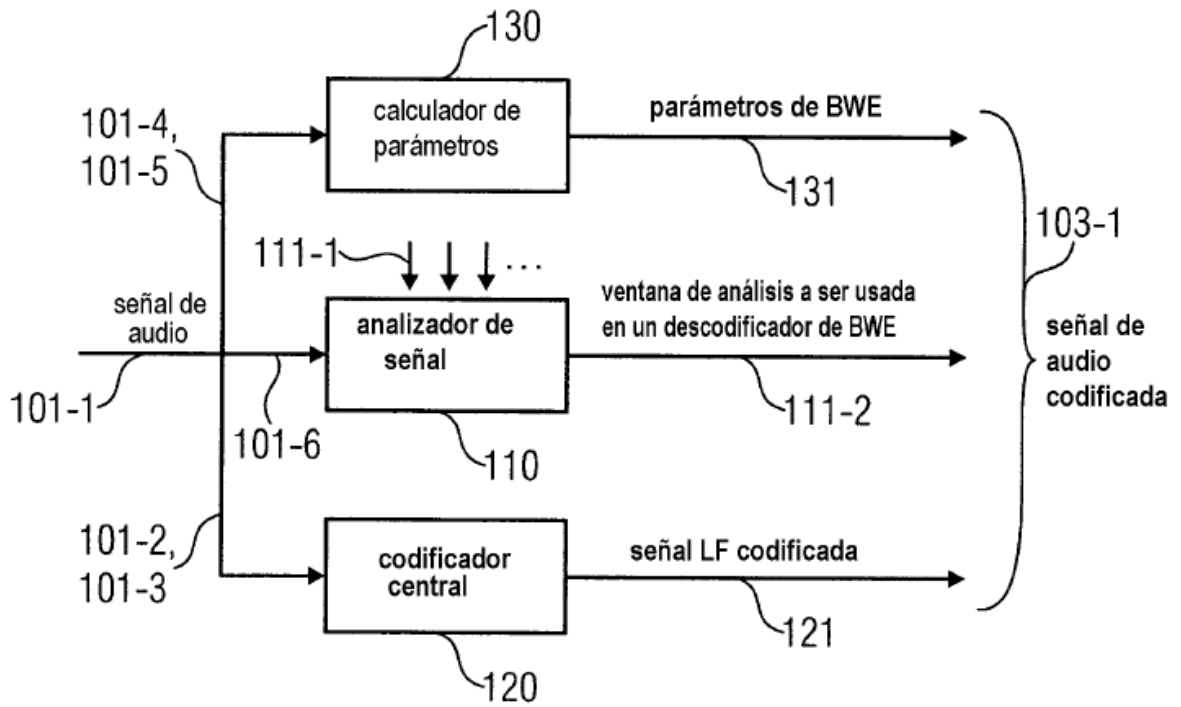 130
calculador de
parámetros
parámetros de BWE
101-4,
101-5
131
103-1
111-1
...
señal de
audio
analizador de
señal
ventana de análisis a ser usada
en un descodificador de BWE
señal de
audio
codificada
101-1
101-6
110
111-2
101-2,
101-3
codificador
central
señal LF codificada
121
120